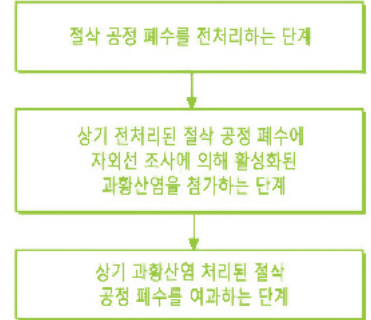 절삭 공정 폐수를 전처리하는 단계
상기 전처리된 절삭 공정 폐수에
자외선 조사에 의해 활성화된
과황산염을 첨가하는 단계
상기 과황산염 처리된 절삭
공정 폐수를 여과하는 단계